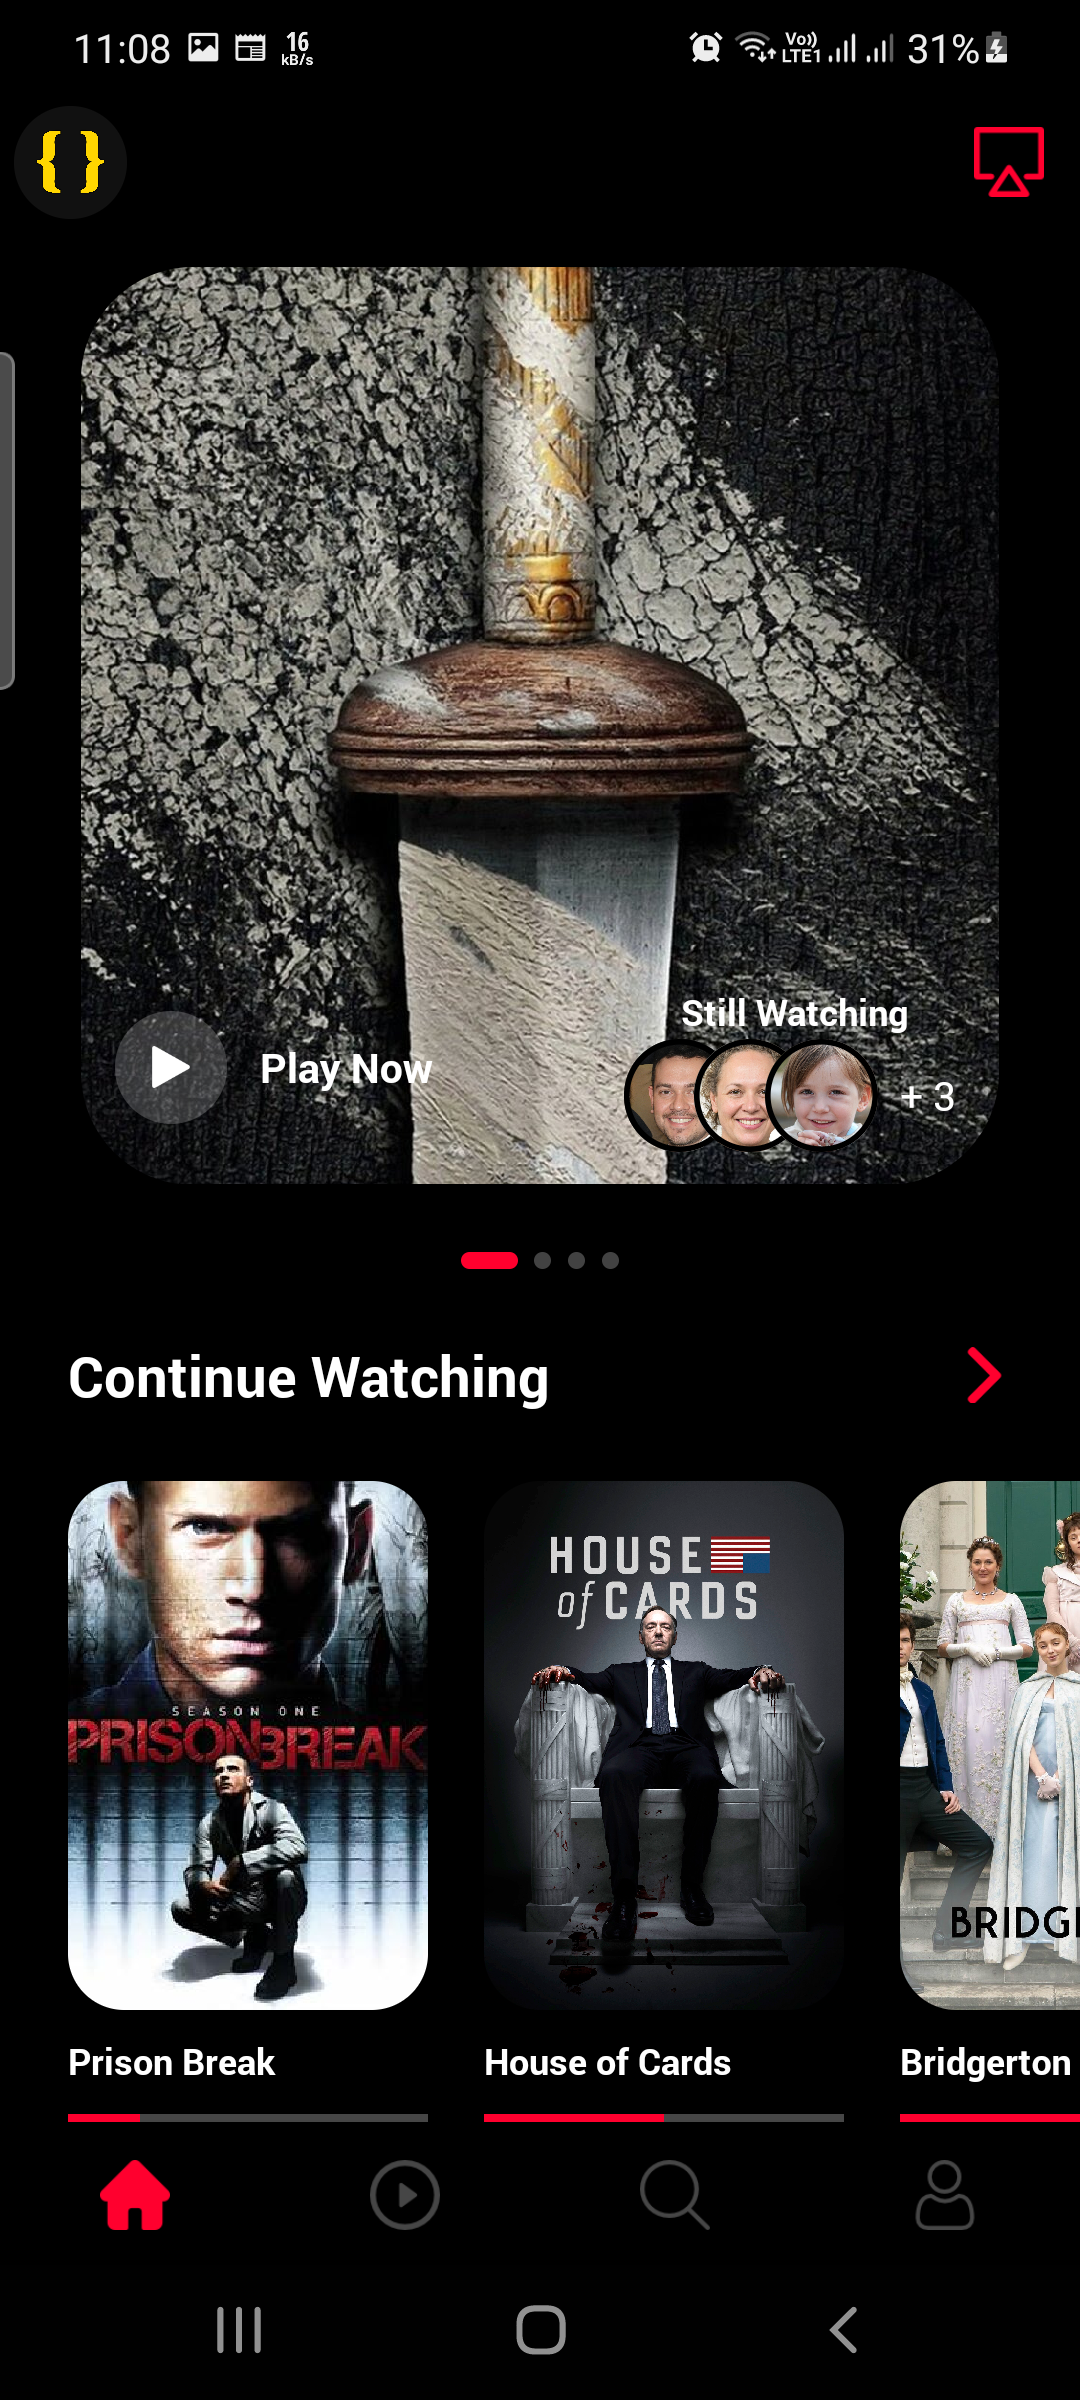 11:08
16
kB/s
Vo))
LTE1
31%
{ }
Still Watching
Play Now
+ 3
Continue Watching
SEASON ONE
PRISON BREAK
HOUSE
of CARDS
BRIDGE
Prison Break
House of Cards
Bridgerton